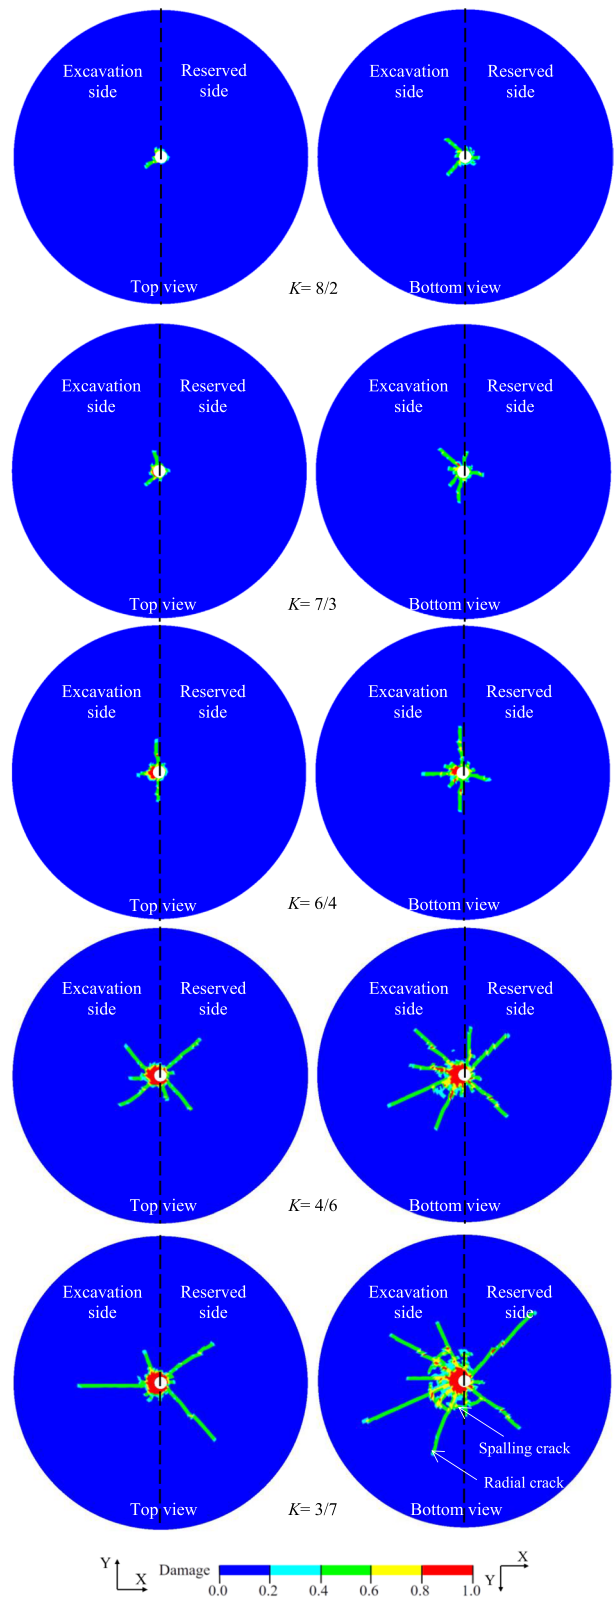 Excavation side
Reserved side
Excavation side
Reserved side
Top view
K= 8/2
Bottom view
Excavation side
Reserved side
Excavation side
Reserved side
Top view
K= 7/3
Bottom view
Excavation side
Reserved side
Excavation side
Reserved side
Top view
K= 6/4
Bottom view
Excavation side
Reserved side
Excavation side
Reserved side
Top view
K= 4/6
Bottom view
Excavation side
Reserved side
Excavation side
Reserved side
Spalling crack
Radial crack
Top view
K= 3/7
Bottom view
Y
X
Damage
0.0 0.2 0.4 0.6 0.8 1.0
X
Y